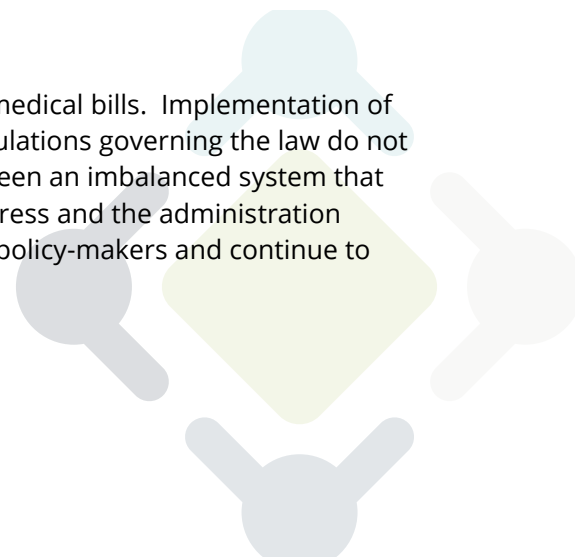 medical bills.  Implementation of
ulations governing the law do not
een an imbalanced system that
ress and the administration
policy-makers and continue to